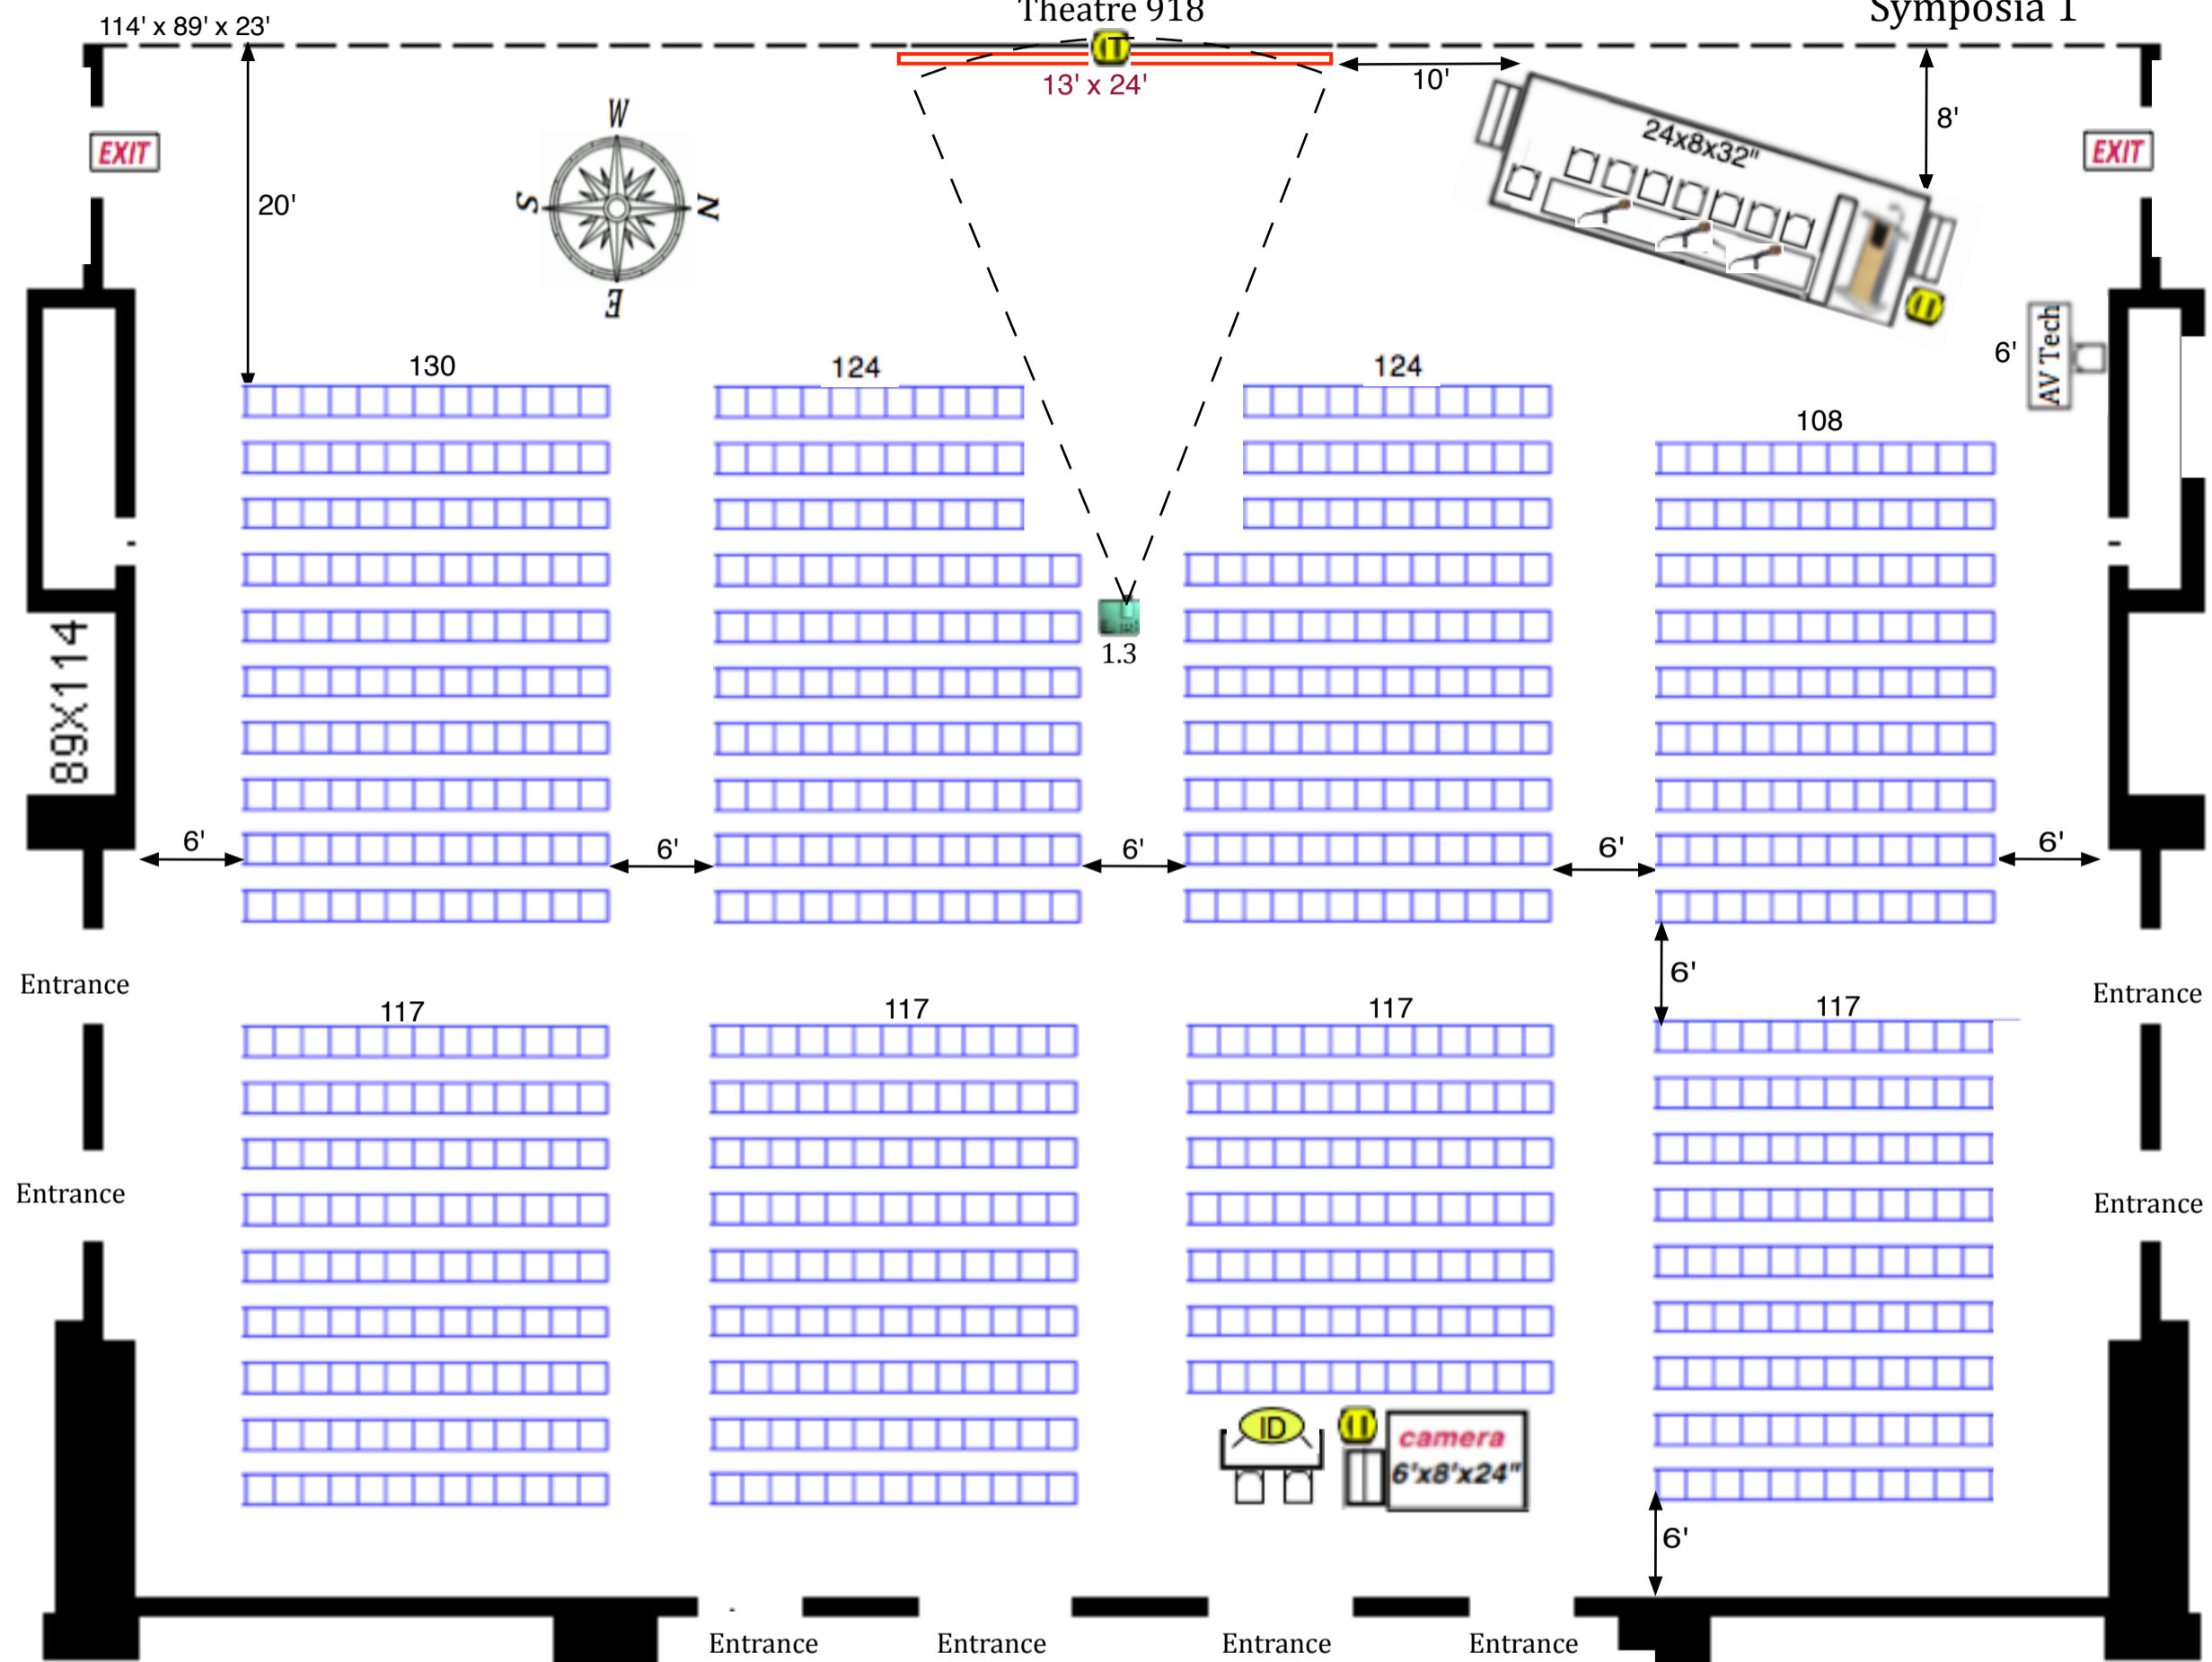 Theatre 918
Symposia 1
114' x 89' x 23'
13' x 24'
10'
8'
24x8x32"
W
S
N
E
EXIT
EXIT
20'
6'
AV Tech
130
124
124
108
1.3
89X114
6'
6'
6'
6'
6'
6'
Entrance
Entrance
117
117
117
117
Entrance
Entrance
ID
camera
6'x8'x24"
6'
Entrance
Entrance
Entrance
Entrance